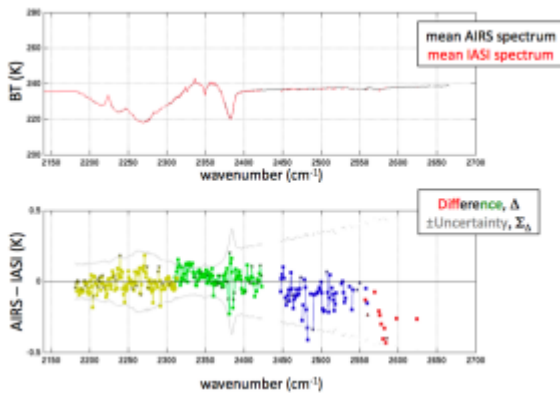 280
mean AIRS spectrum
260
mean IASI spectrum
BT (K)
240
220
200
2150 2200 2250 2300 2350 2400 2450 2500 2550 2600 2650 2700
wavenumber (cm⁻¹)
0.5
Difference, Δ
±Uncertainty, Σ_Δ
AIRS – IASI (K)
0
-0.5
2150 2200 2250 2300 2350 2400 2450 2500 2550 2600 2650 2700
wavenumber (cm⁻¹)